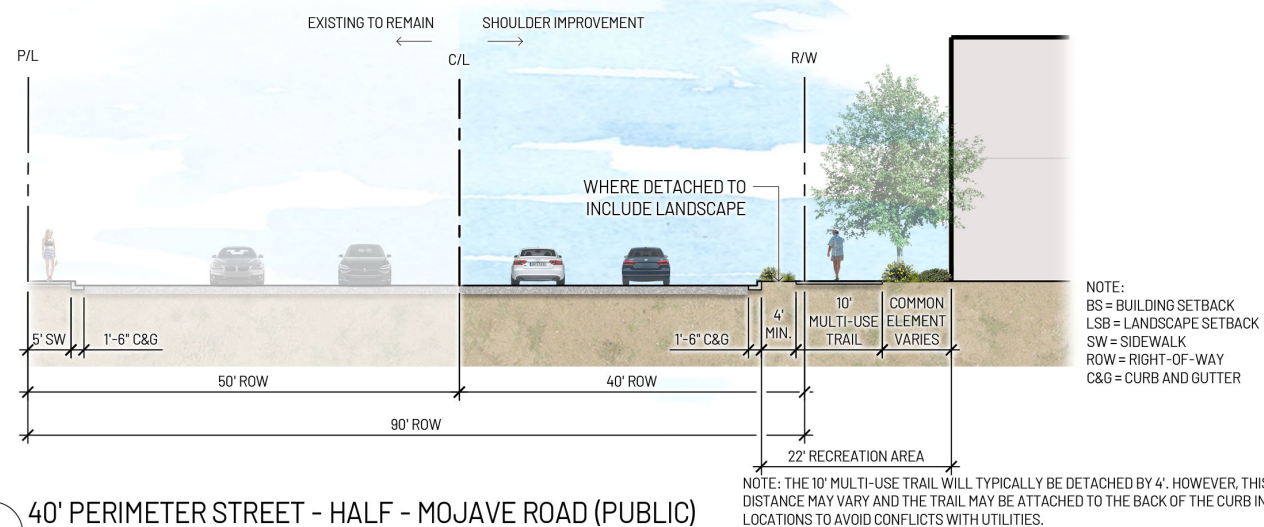 EXISTING TO REMAIN
SHOULDER IMPROVEMENT
P/L
C/L
R/W
WHERE DETACHED TO
INCLUDE LANDSCAPE
5' SW
1'-6" C&G
1'-6" C&G
4'
MIN.
10'
MULTI-USE
TRAIL
COMMON
ELEMENT
VARIES
NOTE:
BS = BUILDING SETBACK
LSB = LANDSCAPE SETBACK
SW = SIDEWALK
ROW = RIGHT-OF-WAY
C&G = CURB AND GUTTER
50' ROW
40' ROW
90' ROW
22' RECREATION AREA
40' PERIMETER STREET - HALF - MOJAVE ROAD (PUBLIC)
NOTE: THE 10' MULTI-USE TRAIL WILL TYPICALLY BE DETACHED BY 4'. HOWEVER, THIS
DISTANCE MAY VARY AND THE TRAIL MAY BE ATTACHED TO THE BACK OF THE CURB IN
LOCATIONS TO AVOID CONFLICTS WITH UTILITIES.